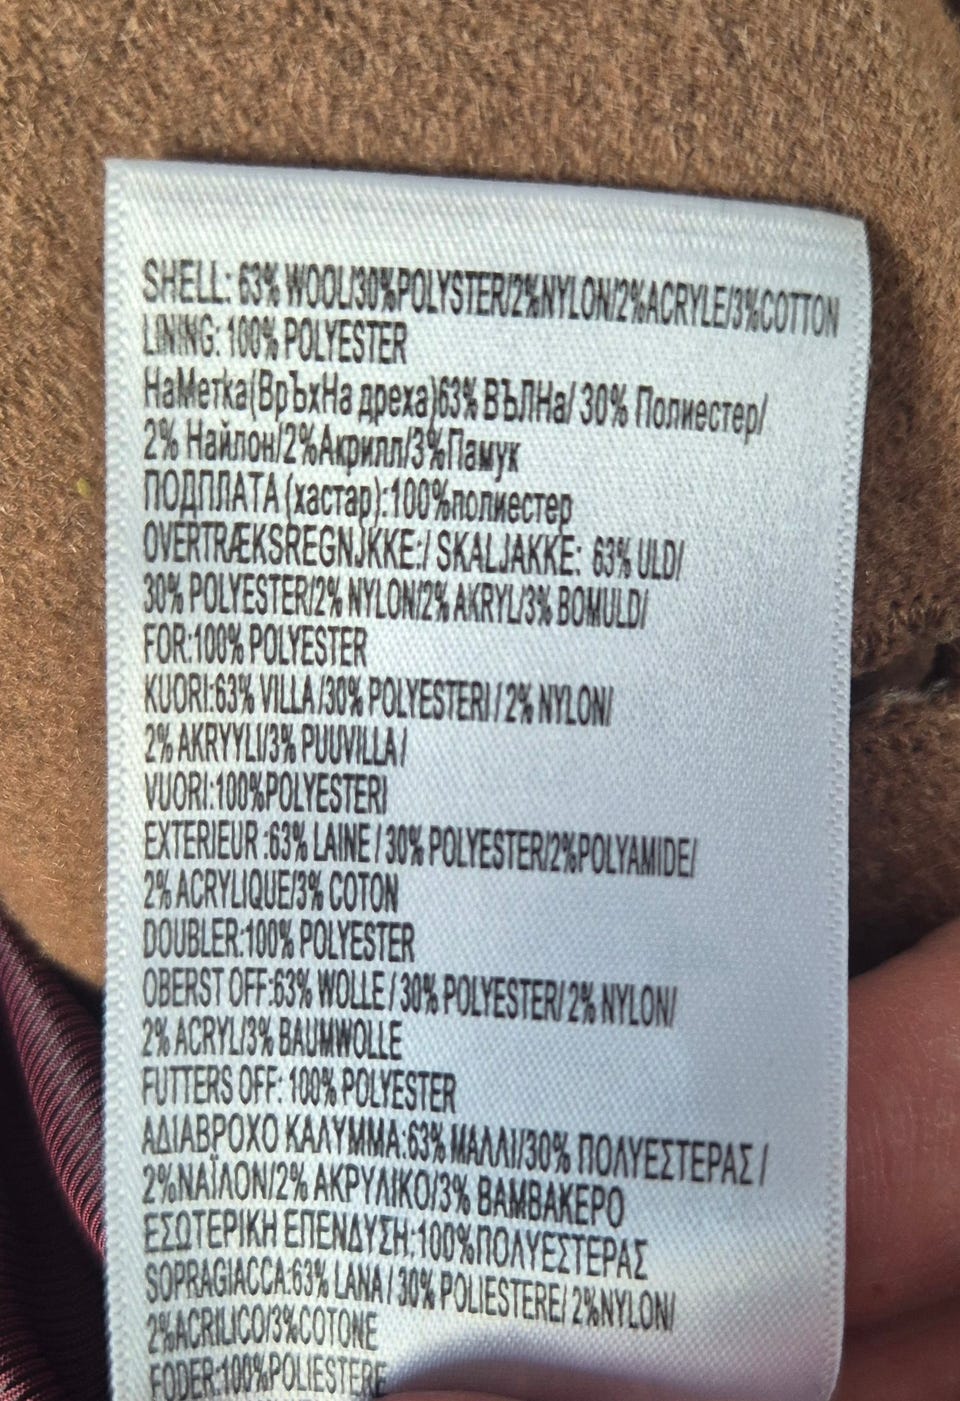 SHELL: 63% WOOL/30%POLYSTER/2%NYLON/2%ACRYLE/3%COTTON
LINING: 100% POLYESTER
НаМетka(ВрЪхНа дреха)63% ВЪЛНа/ 30% Полиестер/
2% Найлон/2%Акрилл/3%Памук
ПОДПЛАТА (хастар):100%полиестер
OVERTRÆKSREGNJKKE:/ SKALJAKKE: 63% ULD/
30% POLYESTER/2% NYLON/2% AKRYL/3% BOMULD/
FOR:100% POLYESTER
KUORI:63% VILLA/30% POLYESTERI / 2% NYLON/
2% AKRYYLI/3% PUUVILLA /
VUORI:100%POLYESTERI
EXTERIEUR :63% LAINE / 30% POLYESTER/2%POLYAMIDE/
2% ACRYLIQUE/3% COTON
DOUBLER:100% POLYESTER
OBERST OFF:63% WOLLE / 30% POLYESTER/ 2% NYLON/
2% ACRYL/3% BAUMWOLLE
FUTTERS OFF: 100% POLYESTER
ΑΔΙΑΒΡΟΧΟ ΚΑΛΥΜΜΑ:63% ΜΑΛΛΙ/30% ΠΟΛΥΕΣΤΕΡΑΣ /
2%ΝΑΪΛΟΝ/2% ΑΚΡΥΛΙΚΟ/3% ΒΑΜΒΑΚΕΡΟ
ΕΣΩΤΕΡΙΚΗ ΕΠΕΝΔΥΣΗ:100%ΠΟΛΥΕΣΤΕΡΑΣ
SOPRAGIACCA:63% LANA / 30% POLIESTERE/ 2%NYLON/
2%ACRILICO/3%COTONE
FODER:100%POLIESTERE